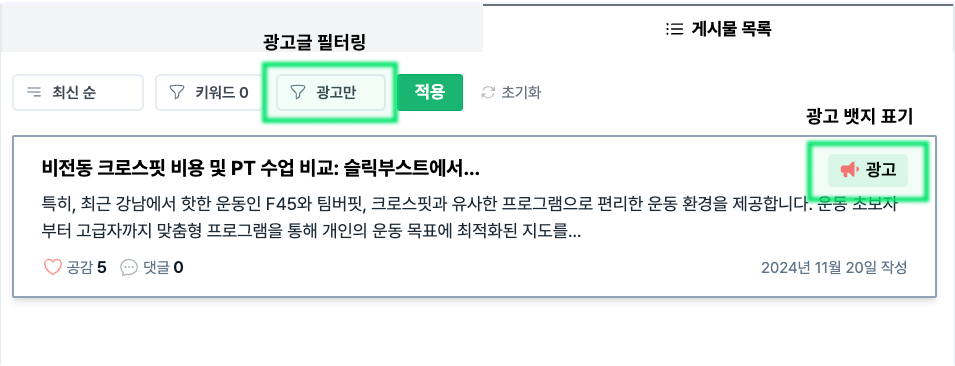 광고글 필터링
게시물 목록
최신 순
키워드 0
광고만
적용
초기화
광고 뱃지 표기
비전동 크로스핏 비용 및 PT 수업 비교: 슬릭부스트에서...
광고
특히, 최근 강남에서 핫한 운동인 F45와 팀버핏, 크로스핏과 유사한 프로그램으로 편리한 운동 환경을 제공합니다. 운동 초보자
부터 고급자까지 맞춤형 프로그램을 통해 개인의 운동 목표에 최적화된 지도를...
공감 5 댓글 0
2024년 11월 20일 작성